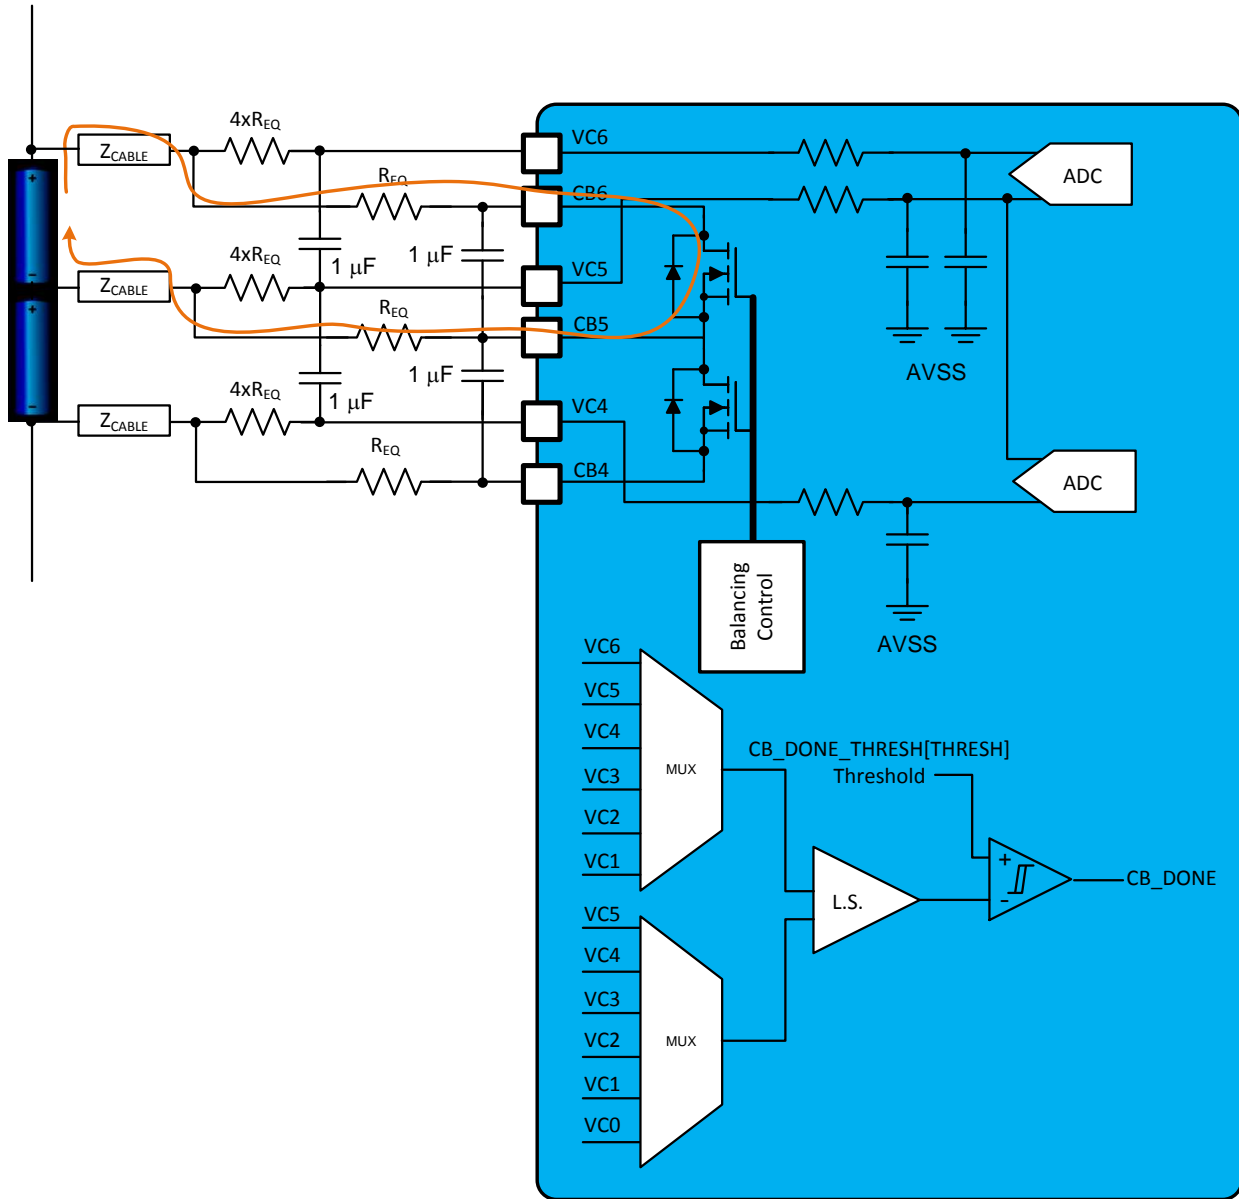 4xREQ
ZCABLE
VC6
ADC
REQ
CB6
4xREQ
1 μF
1 μF
VC5
ZCABLE
REQ
CB5
AVSS
4xREQ
1 μF
1 μF
VC4
ZCABLE
REQ
CB4
ADC
Balancing
Control
AVSS
VC6
VC5
VC4
VC3
VC2
VC1
MUX
CB_DONE_THRESH[THRESH]
Threshold
+
-
CB_DONE
L.S.
VC5
VC4
VC3
VC2
VC1
VC0
MUX